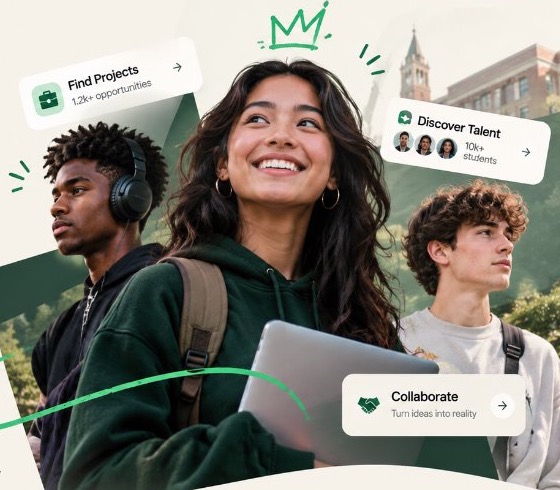 Find Projects
1.2k+ opportunities
Discover Talent
10k+
students
Collaborate
Turn ideas into reality